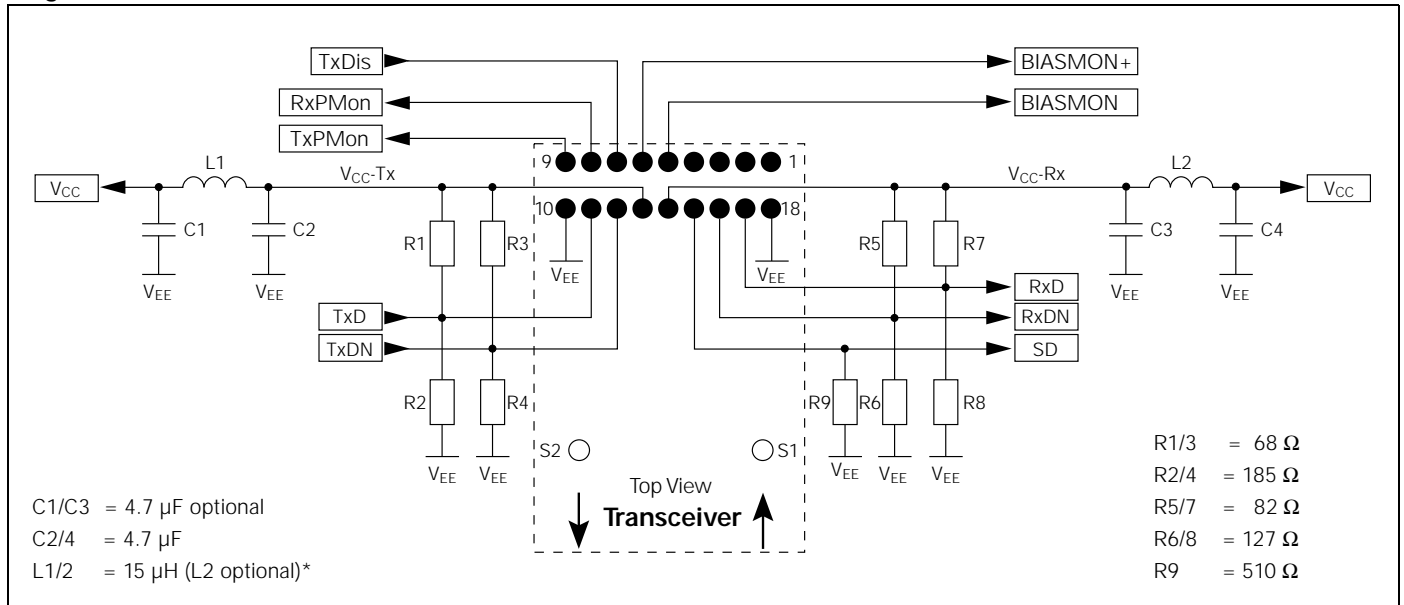 TxDis
BIASMON+
RxPMon
BIASMON
TxPMon
9
1
L1
L2
VCC
VCC-Tx
VCC-Rx
VCC
10
18
C1
C2
R1
R3
R5
R7
C3
C4
VEE
VEE
VEE
VEE
VEE
VEE
TxD
RxD
RxDN
TxDN
SD
R2
R4
R9
R6
R8
S2
S1
VEE
VEE
VEE
VEE
VEE
Top View
Transceiver
C1/C3 = 4.7 µF optional
C2/4 = 4.7 µF
L1/2 = 15 µH (L2 optional)*
R1/3 = 68 Ω
R2/4 = 185 Ω
R5/7 = 82 Ω
R6/8 = 127 Ω
R9 = 510 Ω